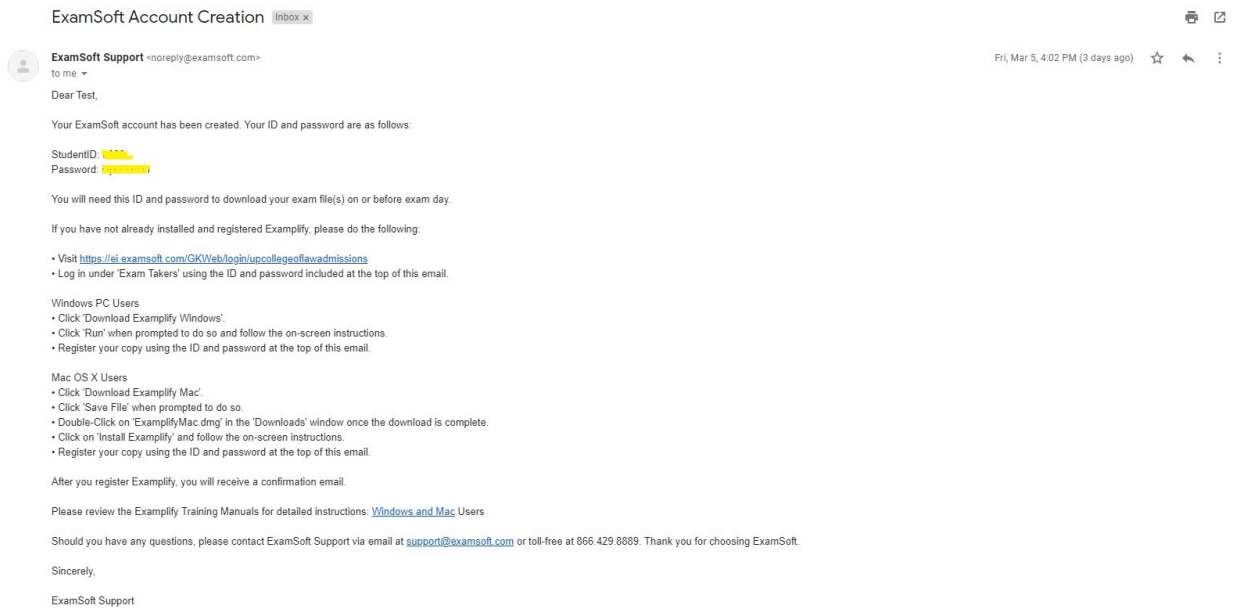 ExamSoft Account Creation Inbox x
ExamSoft Support <noreply@examsoft.com>
Fri, Mar 5, 4:02 PM (3 days ago)
to me
Dear Test,
Your ExamSoft account has been created. Your ID and password are as follows:
StudentID:
Password:
You will need this ID and password to download your exam file(s) on or before exam day.
If you have not already installed and registered Examplify, please do the following:
• Visit https://ei.examsoft.com/GKWeb/login/upcollegeoflawadmissions
• Log in under 'Exam Takers' using the ID and password included at the top of this email.
Windows PC Users
• Click 'Download Examplify Windows'.
• Click 'Run' when prompted to do so and follow the on-screen instructions.
• Register your copy using the ID and password at the top of this email.
Mac OS X Users
• Click 'Download Examplify Mac'.
• Click 'Save File' when prompted to do so.
• Double-Click on 'ExamplifyMac.dmg' in the 'Downloads' window once the download is complete.
• Click on 'Install Examplify' and follow the on-screen instructions.
• Register your copy using the ID and password at the top of this email.
After you register Examplify, you will receive a confirmation email.
Please review the Examplify Training Manuals for detailed instructions: Windows and Mac Users
Should you have any questions, please contact ExamSoft Support via email at support@examsoft.com or toll-free at 866.429.8889. Thank you for choosing ExamSoft.
Sincerely,
ExamSoft Support